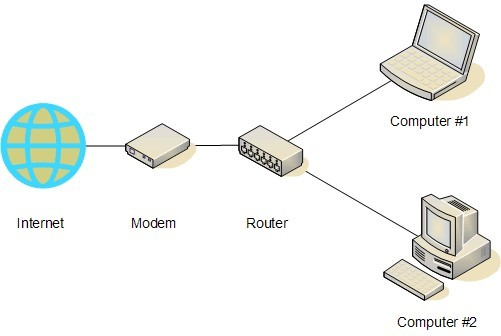 Computer #1
Internet
Modem
Router
Computer #2